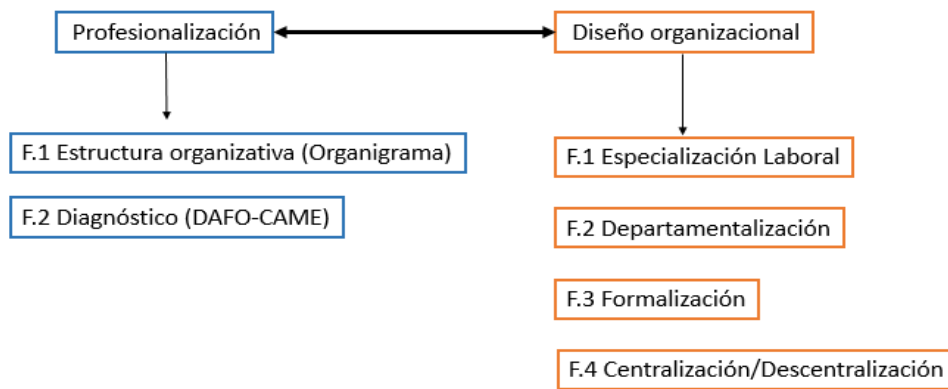 Profesionalización
Diseño organizacional
F.1 Estructura organizativa (Organigrama)
F.2 Diagnóstico (DAFO-CAME)
F.1 Especialización Laboral
F.2 Departamentalización
F.3 Formalización
F.4 Centralización/Descentralización